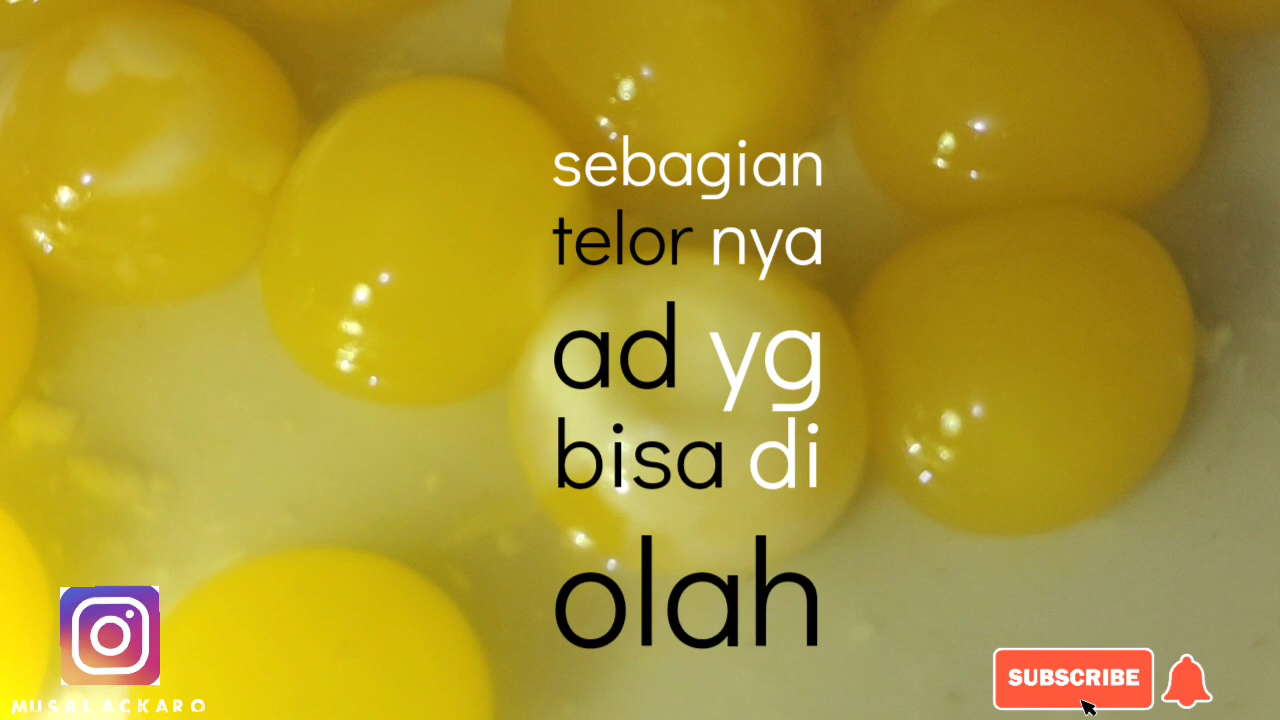 sebagian
telor nya
ad yg
bisa di
olah
SUBSCRIBE